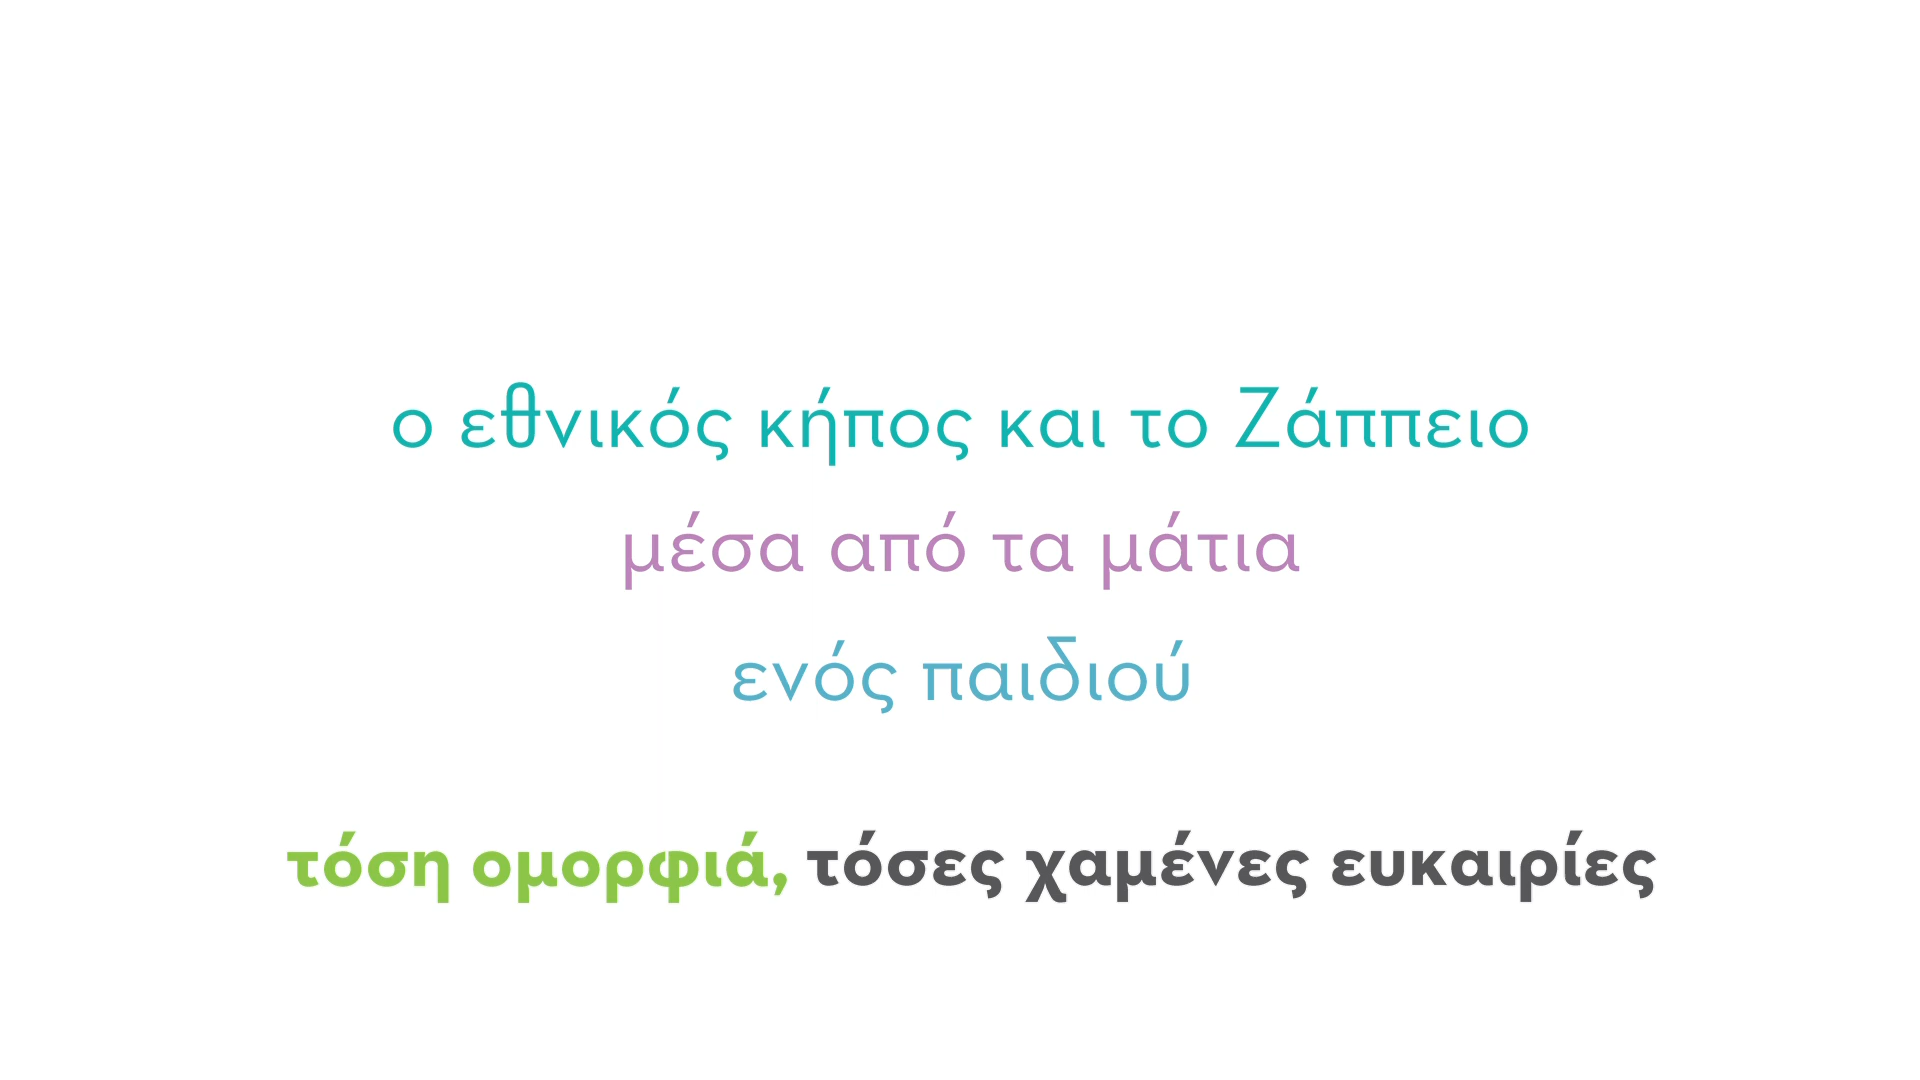 ο εθνικός κήπος και το Ζάππειο
μέσα από τα μάτια
ενός παιδιού
τόση ομορφιά, τόσες χαμένες ευκαιρίες